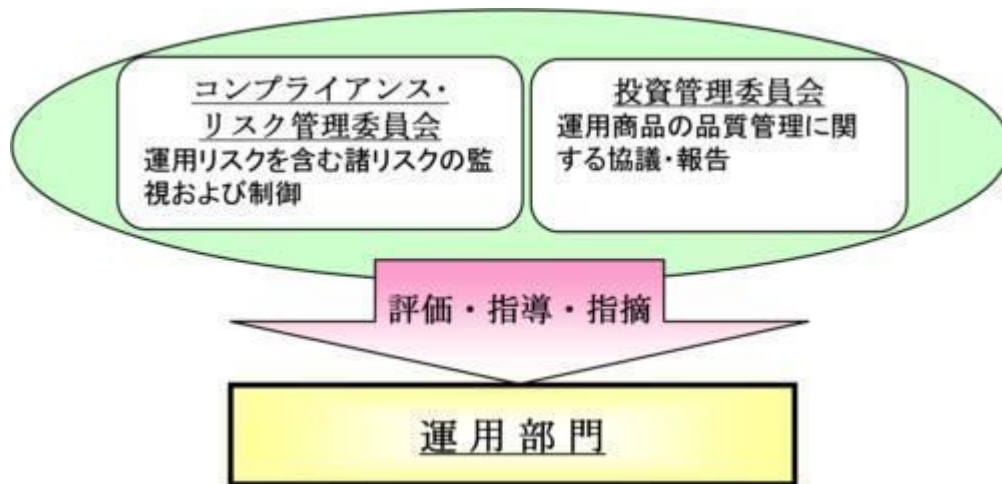 コンプライアンス・
リスク管理委員会
運用リスクを含む諸リスクの監
視および制御
投資管理委員会
運用商品の品質管理に関
する協議・報告
評価・指導・指摘
運用部門